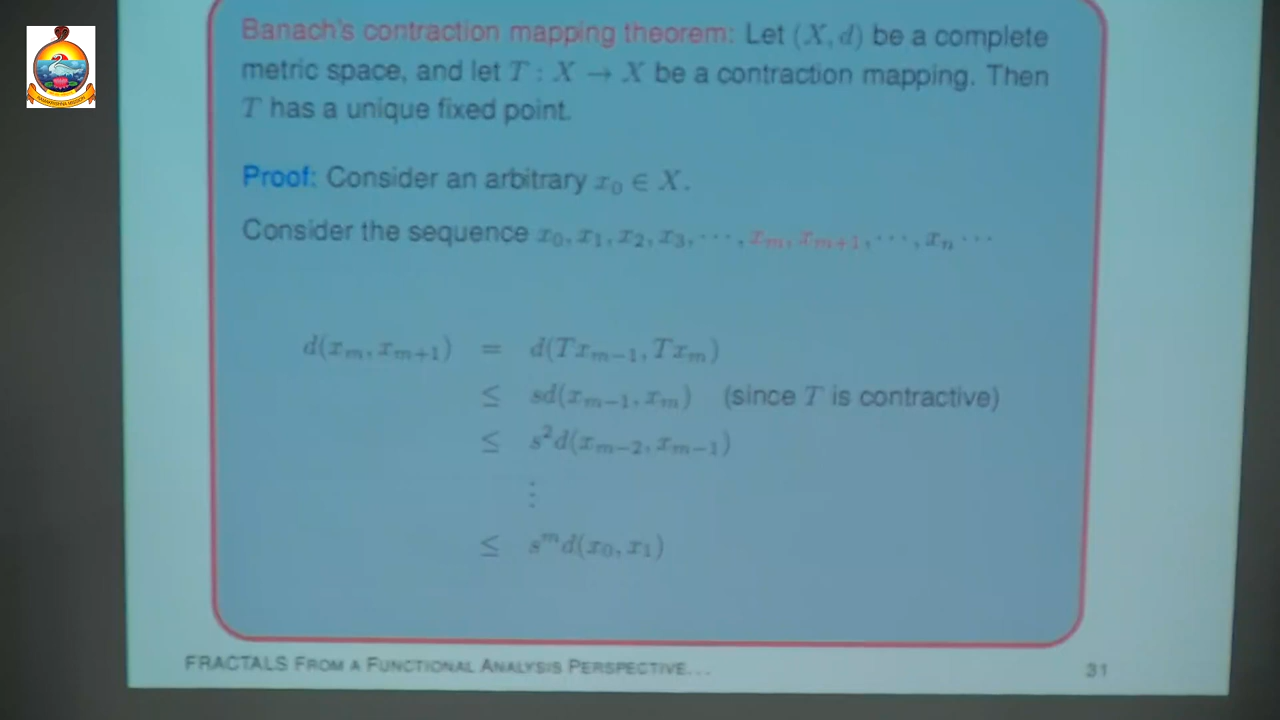 Banach's contraction mapping theorem: Let (X, d) be a complete
metric space, and let T : X → X be a contraction mapping. Then
T has a unique fixed point.
Proof: Consider an arbitrary x₀ ∈ X.
Consider the sequence x₀, x₁, x₂, x₃, ⋯, xₘ, xₘ₊₁, ⋯, xₙ ⋯
d(xₘ, xₘ₊₁) = d(Txₘ₋₁, Txₘ)
≤ sd(xₘ₋₁, xₘ) (since T is contractive)
≤ s²d(xₘ₋₂, xₘ₋₁)
⋮
≤ sᵐd(x₀, x₁)
FRACTALS FROM A FUNCTIONAL ANALYSIS PERSPECTIVE... 31